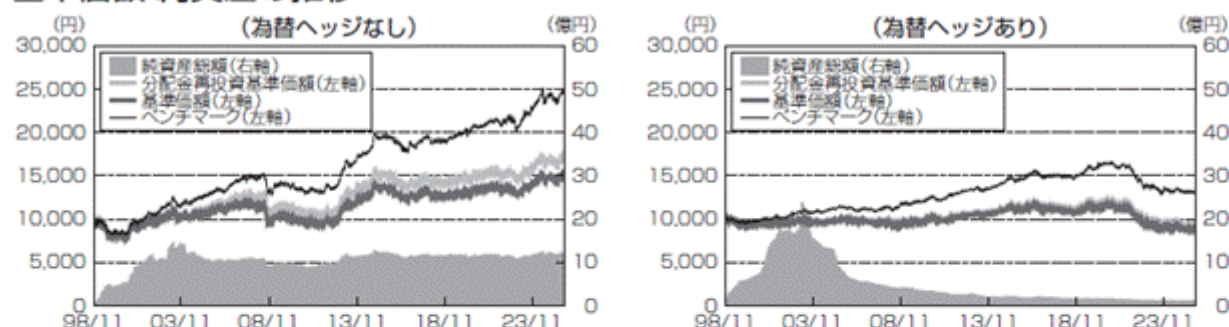 (為替ヘッジなし)
(円)
(億円)
30,000
25,000
20,000
15,000
10,000
5,000
0
60
50
40
30
20
10
0
純資産総額(右軸)
分配金再投資基準価額(左軸)
基準価額(左軸)
ベンチマーク(左軸)
98/11 03/11 08/11 13/11 18/11 23/11
(為替ヘッジあり)
(円)
(億円)
30,000
25,000
20,000
15,000
10,000
5,000
0
60
50
40
30
20
10
0
純資産総額(右軸)
分配金再投資基準価額(左軸)
基準価額(左軸)
ベンチマーク(左軸)
98/11 03/11 08/11 13/11 18/11 23/11